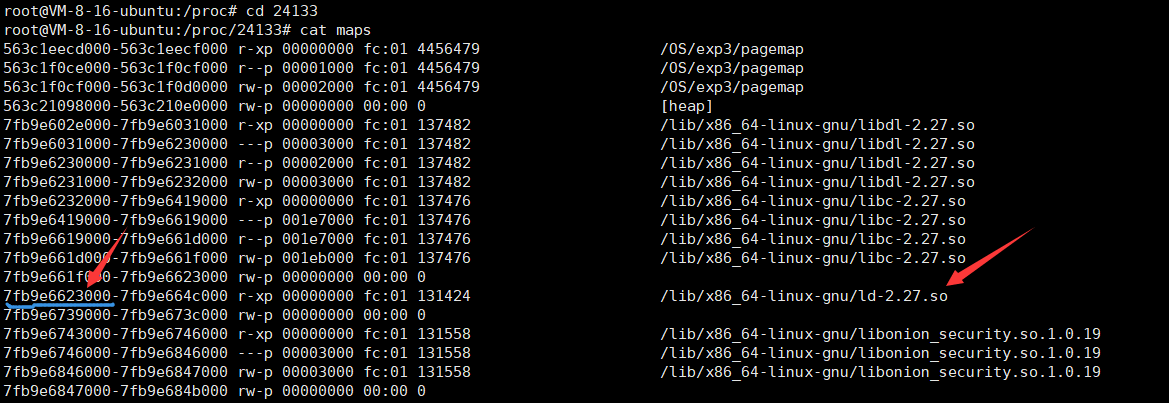 root@VM-8-16-ubuntu:/proc# cd 24133
root@VM-8-16-ubuntu:/proc/24133# cat maps
563c1eecd000-563c1eecf000 r-xp 00000000 fc:01 4456479 /OS/exp3/pagemap
563c1f0ce000-563c1f0cf000 r--p 00001000 fc:01 4456479 /OS/exp3/pagemap
563c1f0cf000-563c1f0d0000 rw-p 00002000 fc:01 4456479 /OS/exp3/pagemap
563c21098000-563c210e0000 rw-p 00000000 00:00 0 [heap]
7fb9e602e000-7fb9e6031000 r-xp 00000000 fc:01 137482 /lib/x86_64-linux-gnu/libdl-2.27.so
7fb9e6031000-7fb9e6230000 ---p 00003000 fc:01 137482 /lib/x86_64-linux-gnu/libdl-2.27.so
7fb9e6230000-7fb9e6231000 r--p 00002000 fc:01 137482 /lib/x86_64-linux-gnu/libdl-2.27.so
7fb9e6231000-7fb9e6232000 rw-p 00003000 fc:01 137482 /lib/x86_64-linux-gnu/libdl-2.27.so
7fb9e6232000-7fb9e6419000 r-xp 00000000 fc:01 137476 /lib/x86_64-linux-gnu/libc-2.27.so
7fb9e6419000-7fb9e6619000 ---p 001e7000 fc:01 137476 /lib/x86_64-linux-gnu/libc-2.27.so
7fb9e6619000-7fb9e661d000 r--p 001e7000 fc:01 137476 /lib/x86_64-linux-gnu/libc-2.27.so
7fb9e661d000-7fb9e661f000 rw-p 001eb000 fc:01 137476 /lib/x86_64-linux-gnu/libc-2.27.so
7fb9e661f000-7fb9e6623000 rw-p 00000000 00:00 0
7fb9e6623000-7fb9e664c000 r-xp 00000000 fc:01 131424 /lib/x86_64-linux-gnu/ld-2.27.so
7fb9e6739000-7fb9e673c000 rw-p 00000000 00:00 0
7fb9e6743000-7fb9e6746000 r-xp 00000000 fc:01 131558 /lib/x86_64-linux-gnu/libonion_security.so.1.0.19
7fb9e6746000-7fb9e6846000 ---p 00003000 fc:01 131558 /lib/x86_64-linux-gnu/libonion_security.so.1.0.19
7fb9e6846000-7fb9e6847000 rw-p 00003000 fc:01 131558 /lib/x86_64-linux-gnu/libonion_security.so.1.0.19
7fb9e6847000-7fb9e684b000 rw-p 00000000 00:00 0